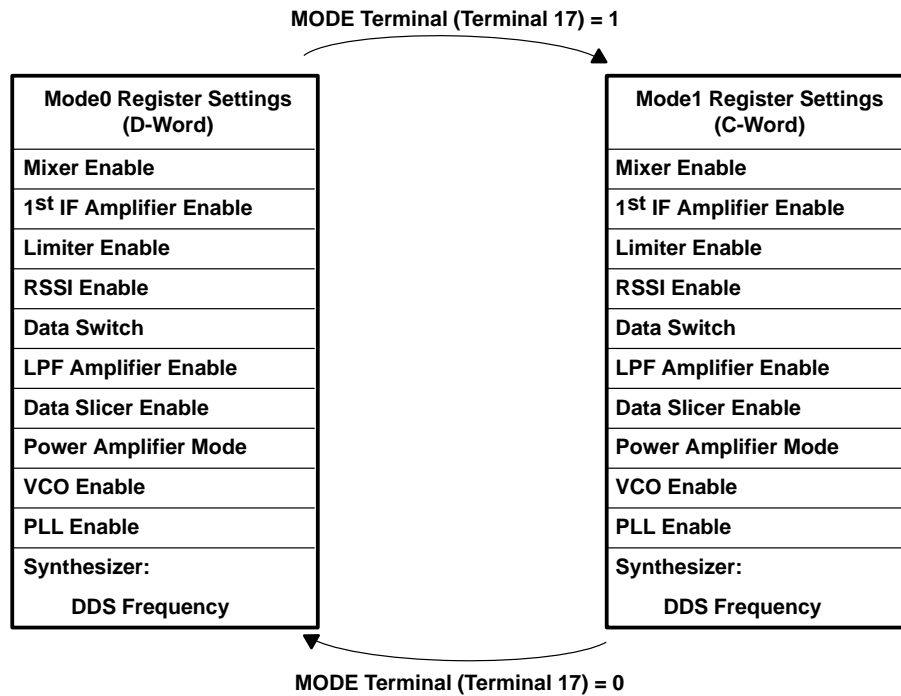 MODE Terminal (Terminal 17) = 1
Mode0 Register Settings
(D-Word)
Mixer Enable
1st IF Amplifier Enable
Limiter Enable
RSSI Enable
Data Switch
LPF Amplifier Enable
Data Slicer Enable
Power Amplifier Mode
VCO Enable
PLL Enable
Synthesizer:
DDS Frequency
Mode1 Register Settings
(C-Word)
Mixer Enable
1st IF Amplifier Enable
Limiter Enable
RSSI Enable
Data Switch
LPF Amplifier Enable
Data Slicer Enable
Power Amplifier Mode
VCO Enable
PLL Enable
Synthesizer:
DDS Frequency
MODE Terminal (Terminal 17) = 0